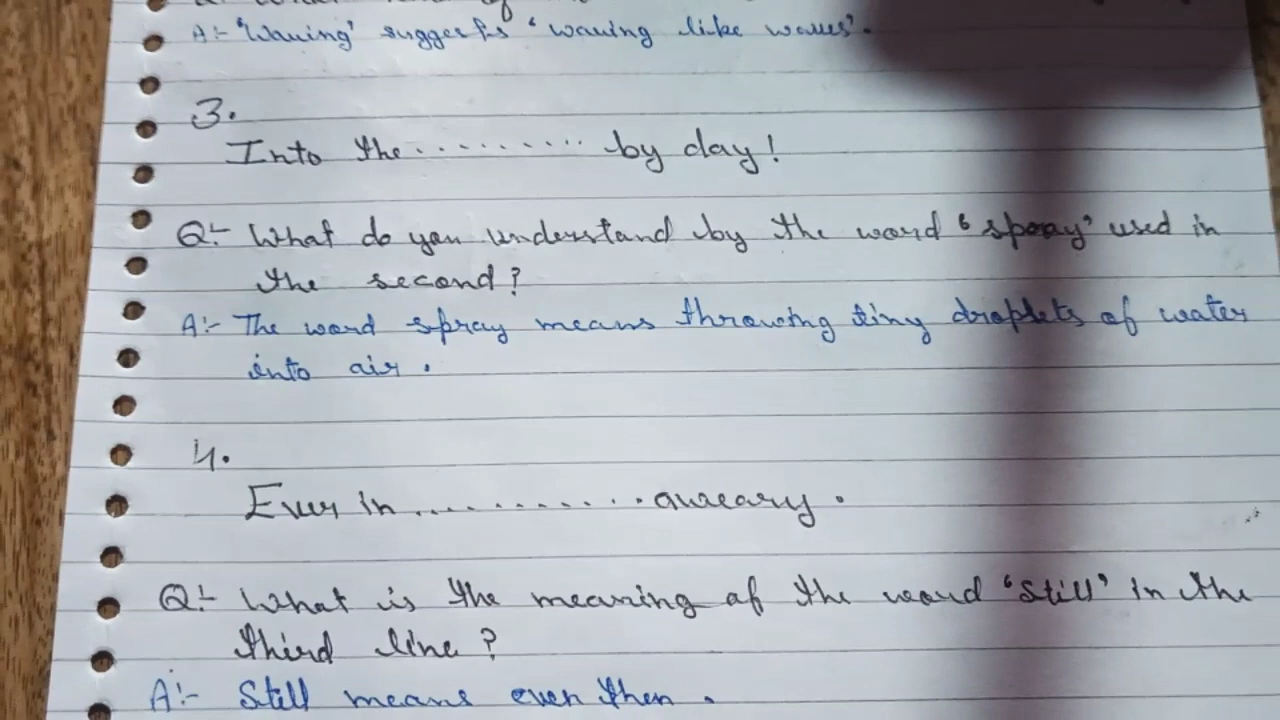 A:- 'Waving' suggests 'waving like waves'.
3.
Into the.......... by day!
Q:- What do you understand by the word 'spray' used in
the second?
A:- The word spray means throwing tiny droplets of water
into air.
4.
Ever in........... aweary.
Q:- What is the meaning of the word 'Still' in the
third line?
A:- Still means even then.